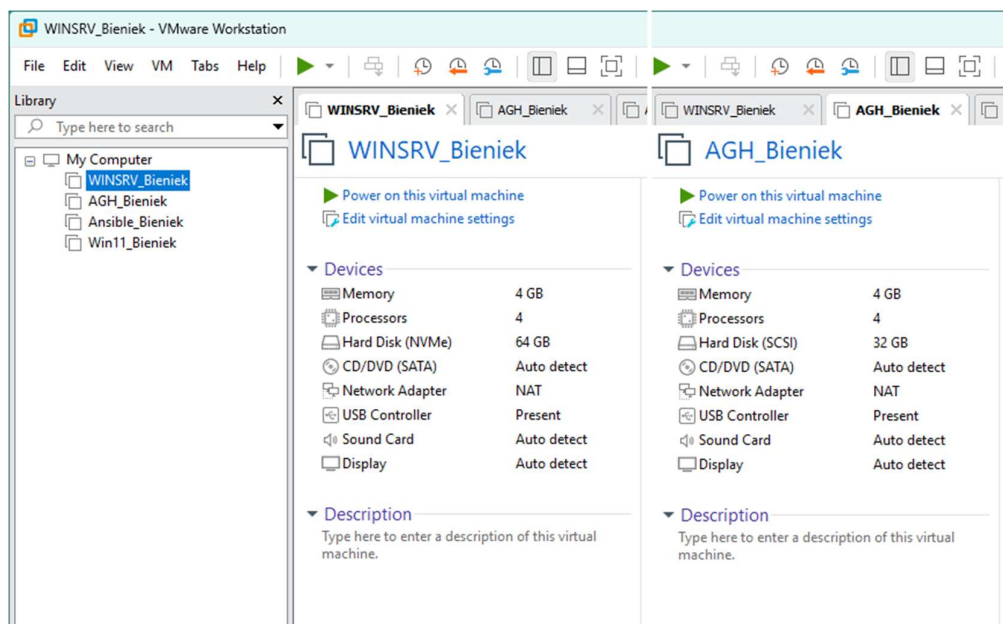 WINSRV_Bieniek - VMware Workstation
File Edit View VM Tabs Help
Library
Type here to search
My Computer
WINSRV_Bieniek
AGH_Bieniek
Ansible_Bieniek
Win11_Bieniek
WINSRV_Bieniek AGH_Bieniek
WINSRV_Bieniek
Power on this virtual machine
Edit virtual machine settings
Devices
Memory 4 GB
Processors 4
Hard Disk (NVMe) 64 GB
CD/DVD (SATA) Auto detect
Network Adapter NAT
USB Controller Present
Sound Card Auto detect
Display Auto detect
Description
Type here to enter a description of this virtual
machine.
WINSRV_Bieniek AGH_Bieniek
AGH_Bieniek
Power on this virtual machine
Edit virtual machine settings
Devices
Memory 4 GB
Processors 4
Hard Disk (SCSI) 32 GB
CD/DVD (SATA) Auto detect
Network Adapter NAT
USB Controller Present
Sound Card Auto detect
Display Auto detect
Description
Type here to enter a description of this virtual
machine.